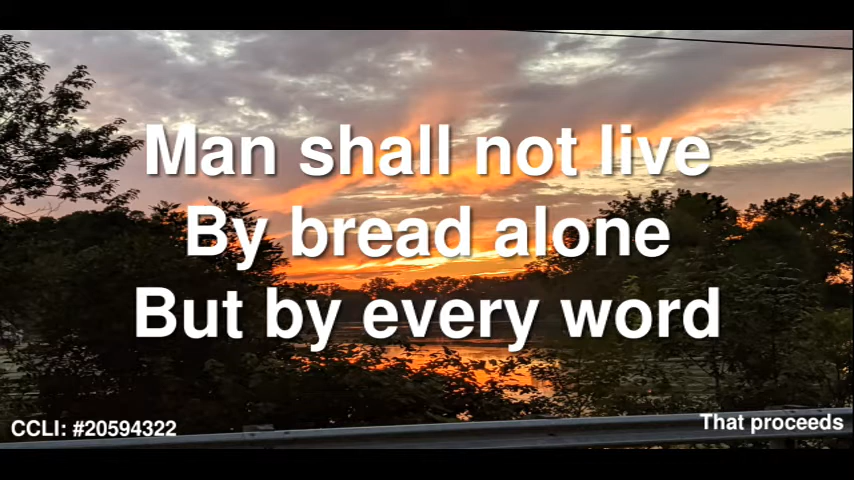 Man shall not live
By bread alone
But by every word
CCLI: #20594322
That proceeds